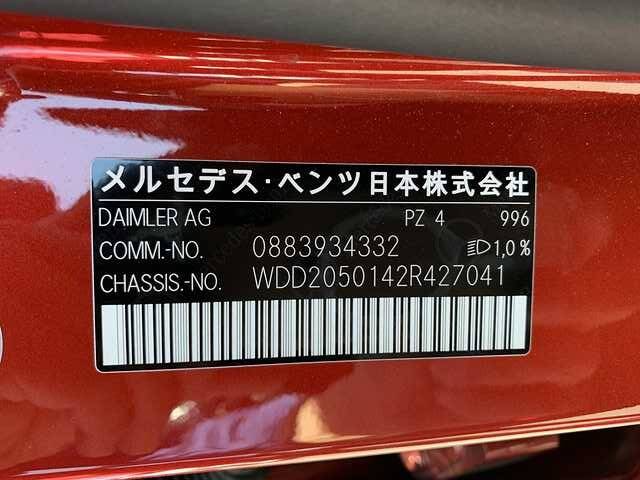 メルセデス・ベンツ日本株式会社
DAIMLER AG PZ 4 996
COMM.-NO. 0883934332 1,0%
CHASSIS.-NO. WDD2050142R427041